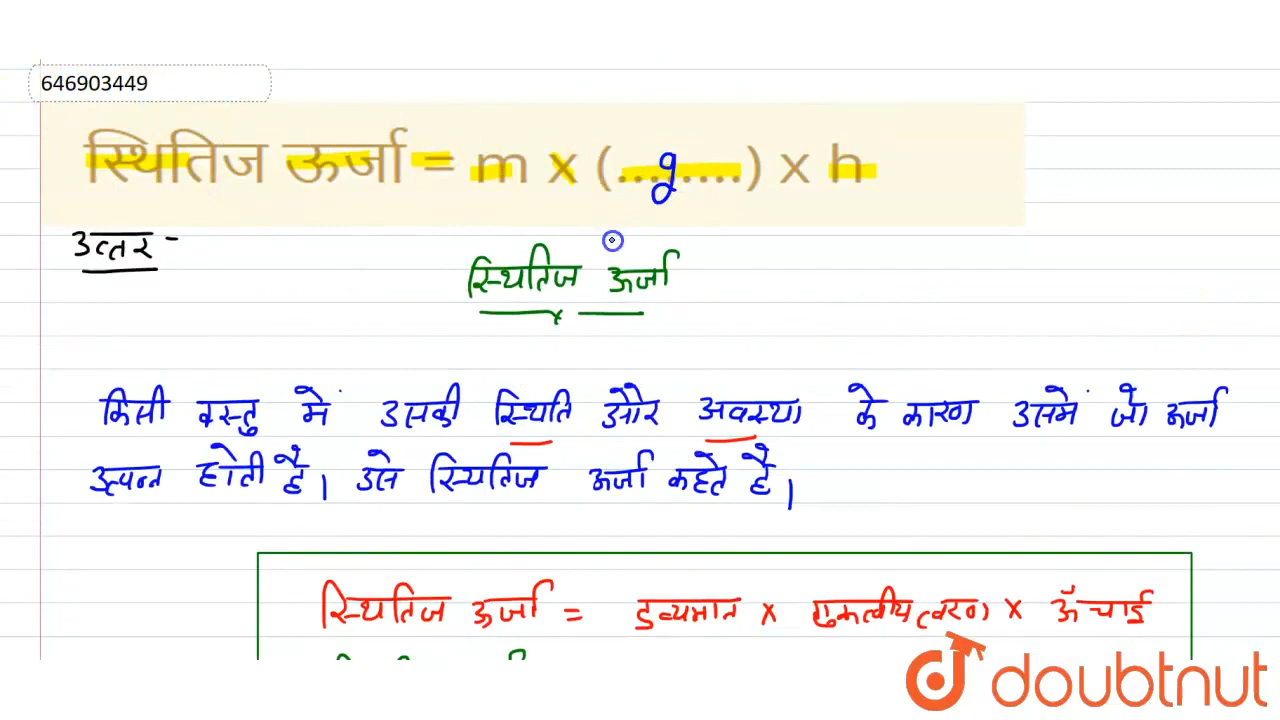 646903449
स्थितिज ऊर्जा = m x (...g......) x h
उत्तर -
स्थितिज ऊर्जा
किसी वस्तु में उसकी स्थिति और अवस्था के कारण उसमें जो ऊर्जा
उत्पन्न होती है। उसे स्थितिज ऊर्जा कहते है।
स्थितिज ऊर्जा = द्रव्यमान × गुरुत्वीय त्वरण × ऊँचाई
doubtnut